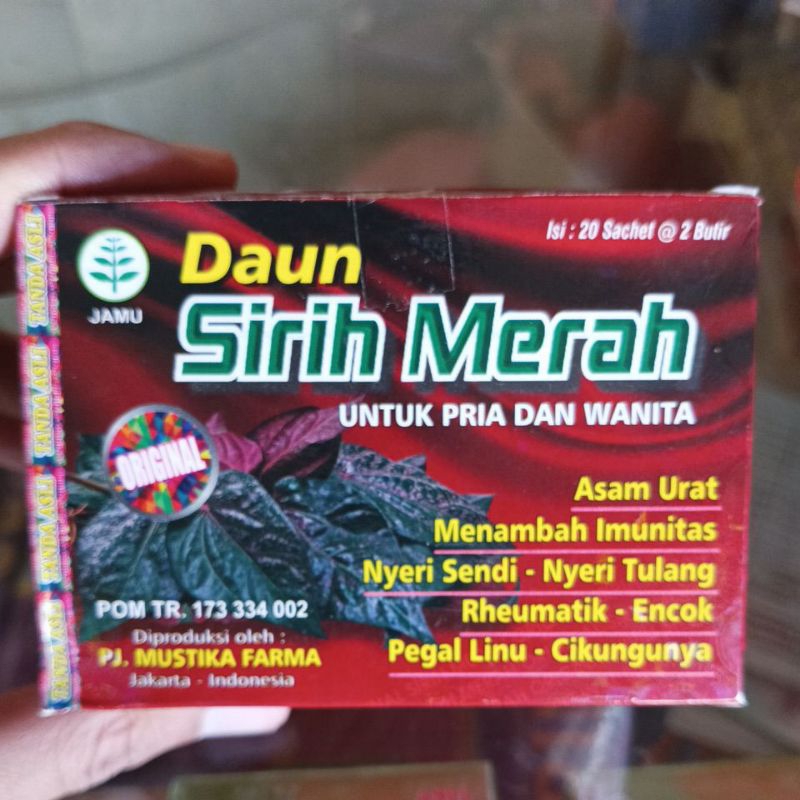 Isi : 20 Sachet @ 2 Butir
JAMU
Daun
Sirih Merah
UNTUK PRIA DAN WANITA
ORIGINAL
Asam Urat
Menambah Imunitas
Nyeri Sendi - Nyeri Tulang
Rheumatik - Encok
Pegal Linu - Cikungunya
POM TR. 173 334 002
Diproduksi oleh :
PJ. MUSTIKA FARMA
Jakarta - Indonesia
TANDA ASLI
TANDA ASLI
TANDA ASLI
TANDA ASLI